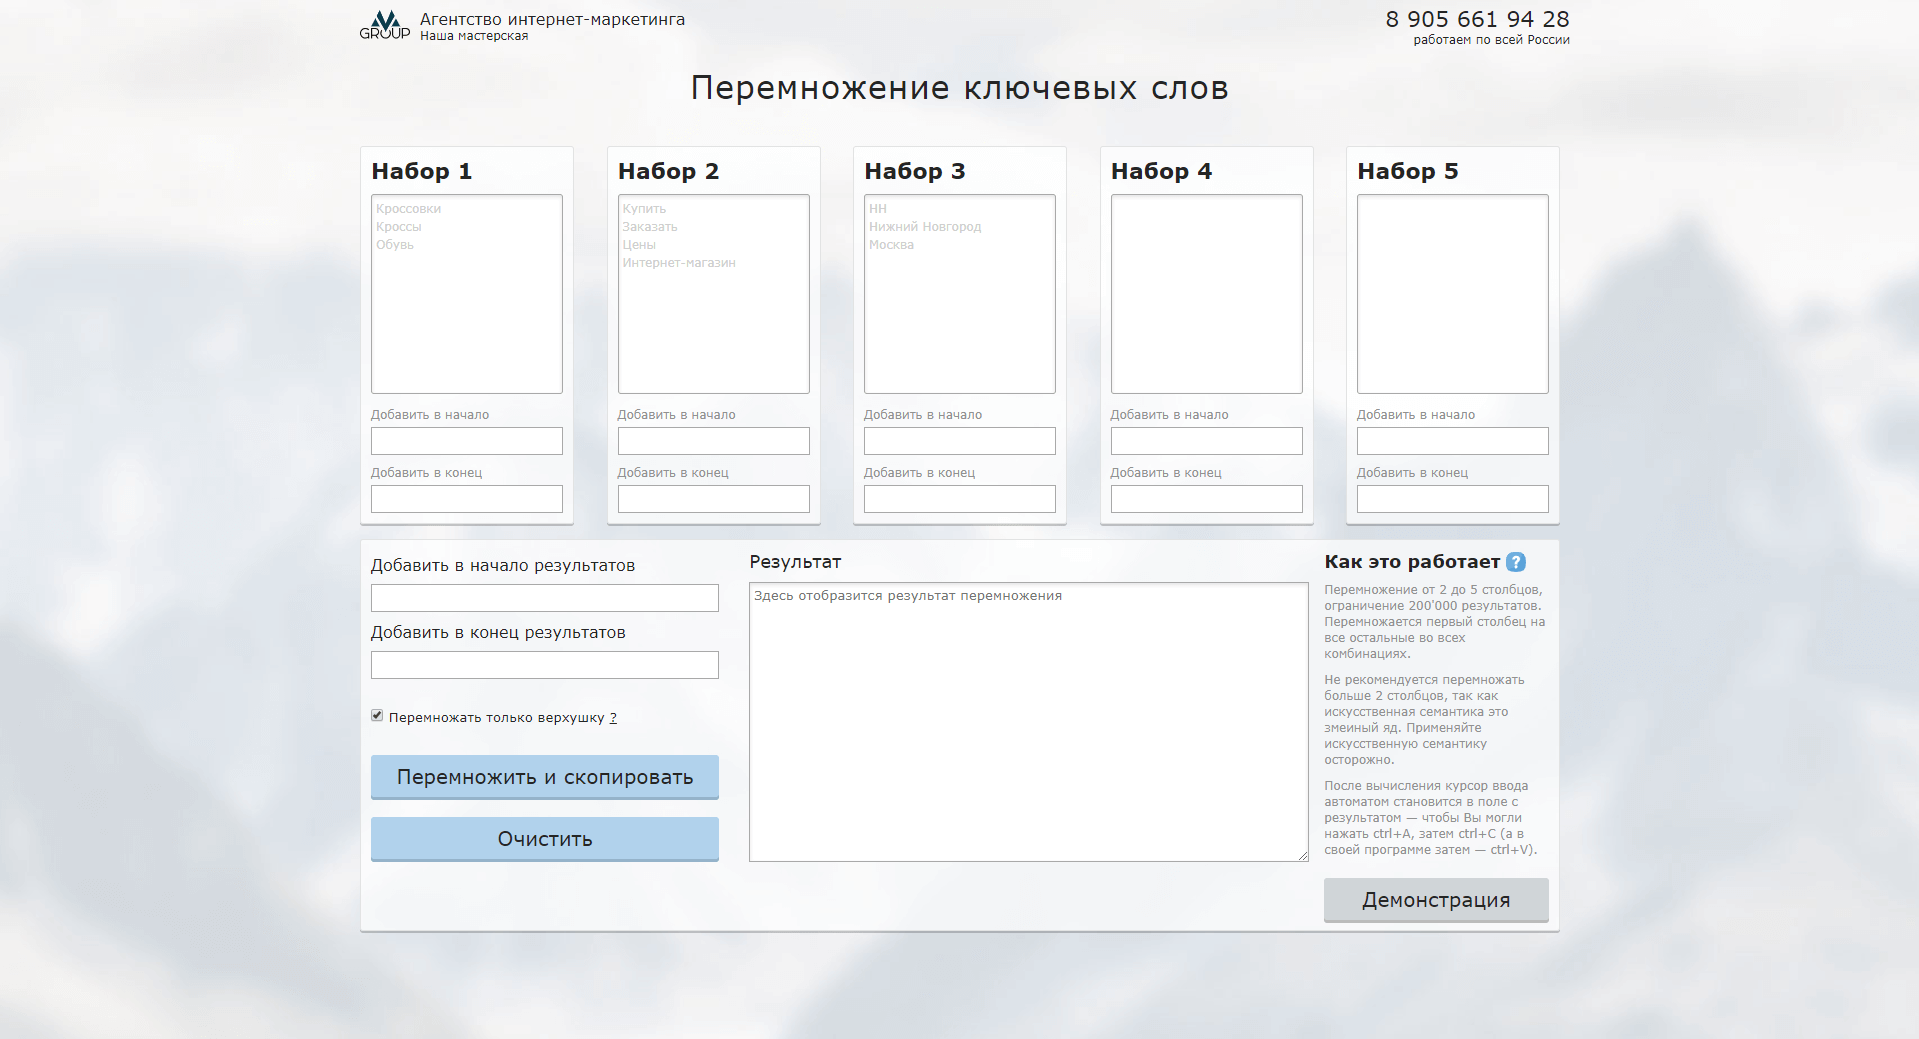 GROUP
Агентство интернет-маркетинга
Наша мастерская
8 905 661 94 28
работаем по всей России
Перемножение ключевых слов
Набор 1
Кроссовки
Кроссы
Обувь
Добавить в начало
Добавить в конец
Набор 2
Купить
Заказать
Цены
Интернет-магазин
Добавить в начало
Добавить в конец
Набор 3
НН
Нижний Новгород
Москва
Добавить в начало
Добавить в конец
Набор 4
Добавить в начало
Добавить в конец
Набор 5
Добавить в начало
Добавить в конец
Добавить в начало результатов
Добавить в конец результатов
Перемножать только верхушку ?
Перемножить и скопировать
Очистить
Результат
Здесь отобразится результат перемножения
Как это работает ?
Перемножение от 2 до 5 столбцов,
ограничение 200'000 результатов.
Перемножается первый столбец на
все остальные во всех
комбинациях.
Не рекомендуется перемножать
больше 2 столбцов, так как
искусственная семантика это
змеиный яд. Применяйте
искусственную семантику
осторожно.
После вычисления курсор ввода
автоматом становится в поле с
результатом — чтобы Вы могли
нажать ctrl+A, затем ctrl+C (а в
своей программе затем — ctrl+V).
Демонстрация